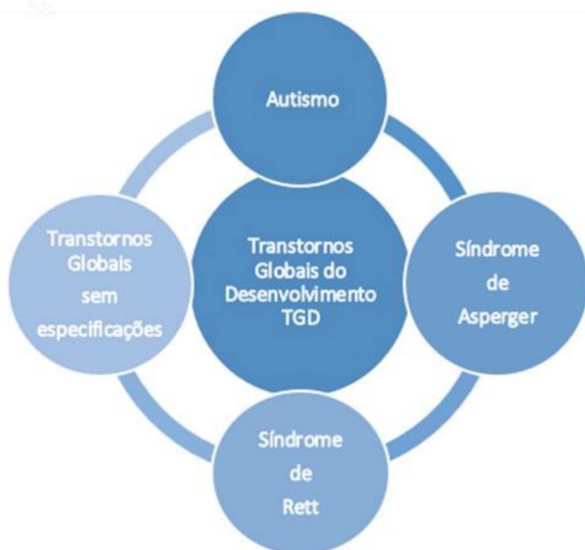 Autismo
Transtornos
Globais
sem
especificações
Transtornos
Globais do
Desenvolvimento
TGD
Síndrome
de
Asperger
Síndrome
de
Rett